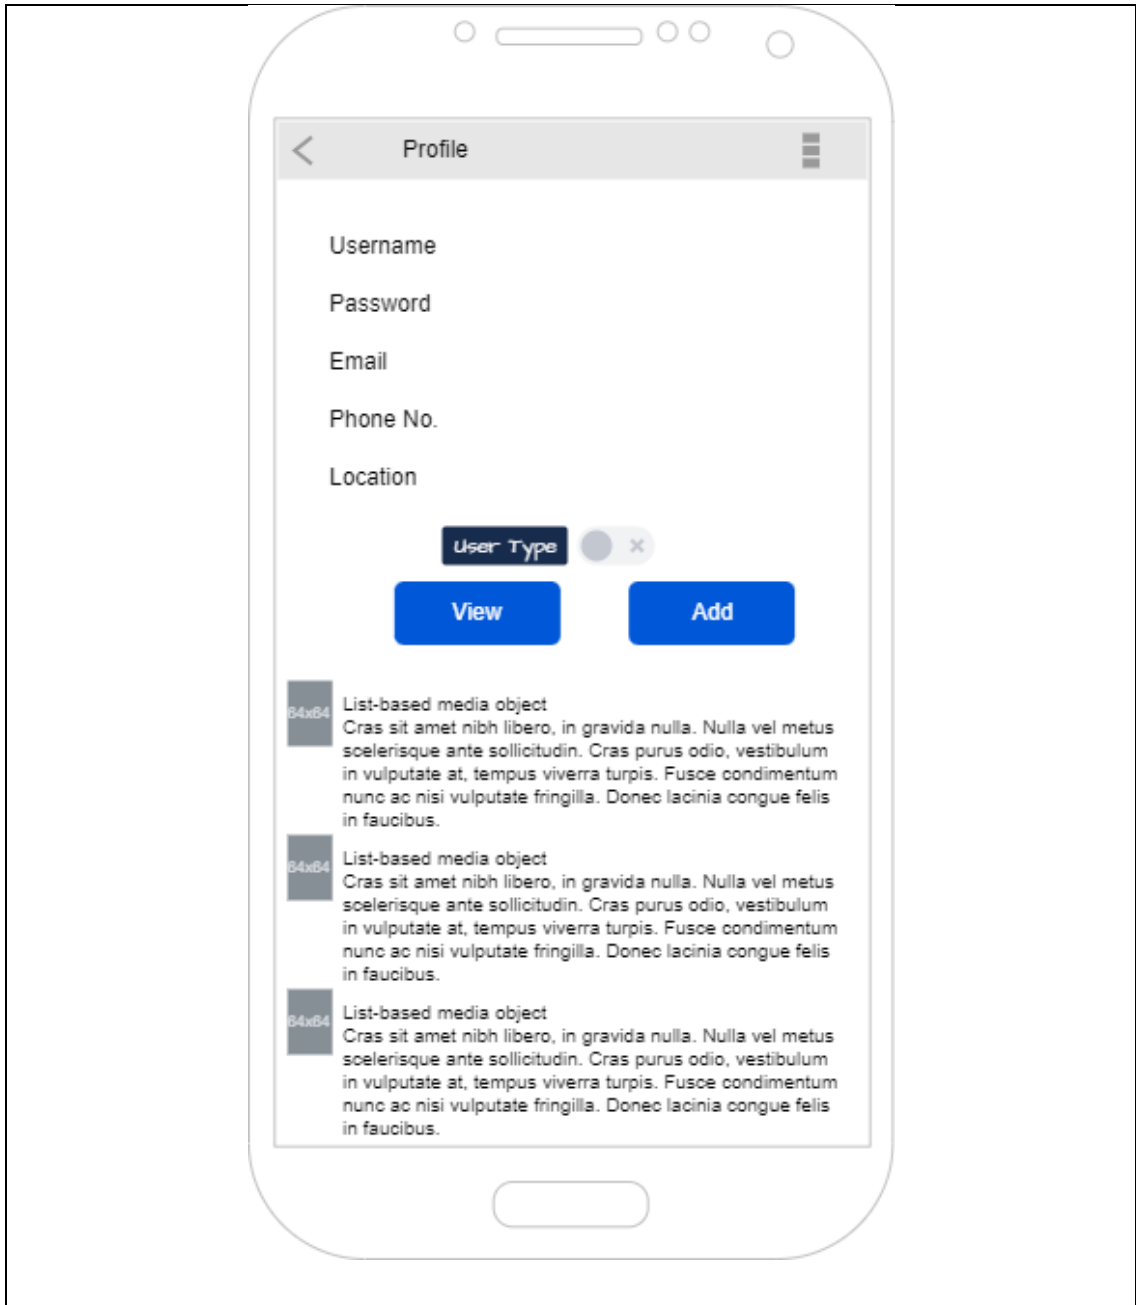 Profile
Username
Password
Email
Phone No.
Location
User Type
View
Add
64x64
List-based media object
Cras sit amet nibh libero, in gravida nulla. Nulla vel metus
scelerisque ante sollicitudin. Cras purus odio, vestibulum
in vulputate at, tempus viverra turpis. Fusce condimentum
nunc ac nisi vulputate fringilla. Donec lacinia congue felis
in faucibus.
64x64
List-based media object
Cras sit amet nibh libero, in gravida nulla. Nulla vel metus
scelerisque ante sollicitudin. Cras purus odio, vestibulum
in vulputate at, tempus viverra turpis. Fusce condimentum
nunc ac nisi vulputate fringilla. Donec lacinia congue felis
in faucibus.
64x64
List-based media object
Cras sit amet nibh libero, in gravida nulla. Nulla vel metus
scelerisque ante sollicitudin. Cras purus odio, vestibulum
in vulputate at, tempus viverra turpis. Fusce condimentum
nunc ac nisi vulputate fringilla. Donec lacinia congue felis
in faucibus.